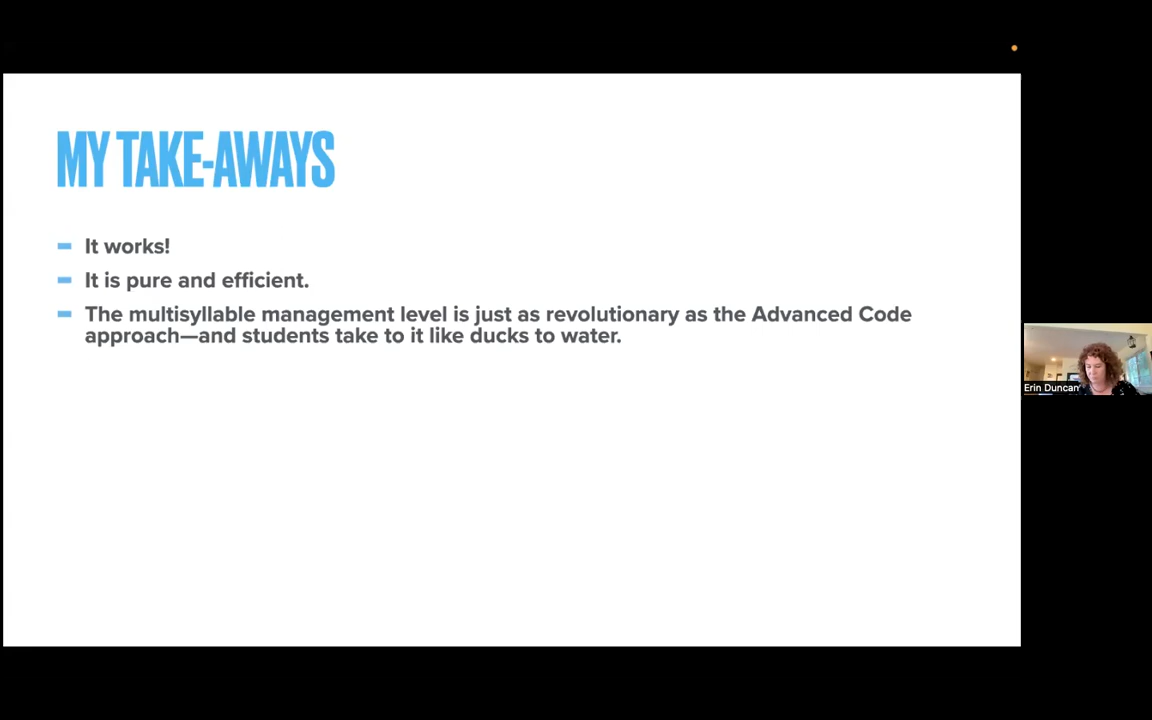 MY TAKE-AWAYS
It works!
It is pure and efficient.
The multisyllable management level is just as revolutionary as the Advanced Code
approach—and students take to it like ducks to water.
Erin Duncan